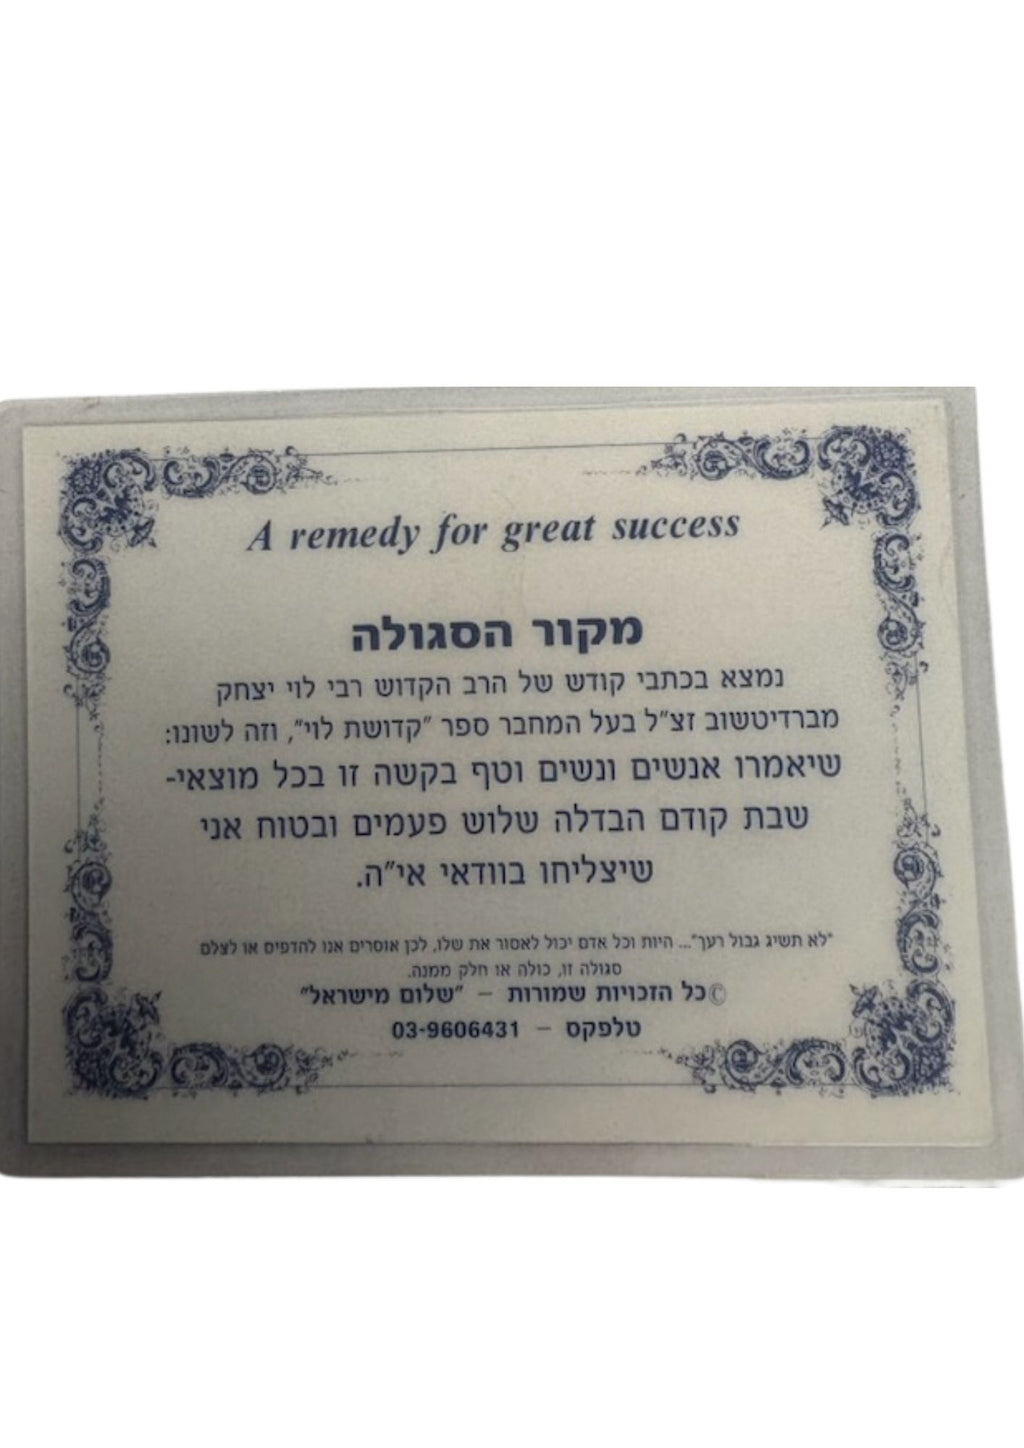 A remedy for great success
מקור הסגולה
נמצא בכתבי קודש של הרב הקדוש רבי לוי יצחק
מברדיטשוב זצ"ל בעל המחבר ספר "קדושת לוי", וזה לשונו:
שיאמרו אנשים ונשים וטף בקשה זו בכל מוצאי-
שבת קודם הבדלה שלוש פעמים ובטוח אני
שיצליחו בוודאי אי"ה.
"לא תשיג גבול רעך"... היות וכל אדם יכול לאסור את שלו, לכן אוסרים אנו להדפיס או לצלם
סגולה זו, כולה או חלק ממנה.
©כל הזכויות שמורות – "שלום מישראל"
טלפקס – 03-9606431